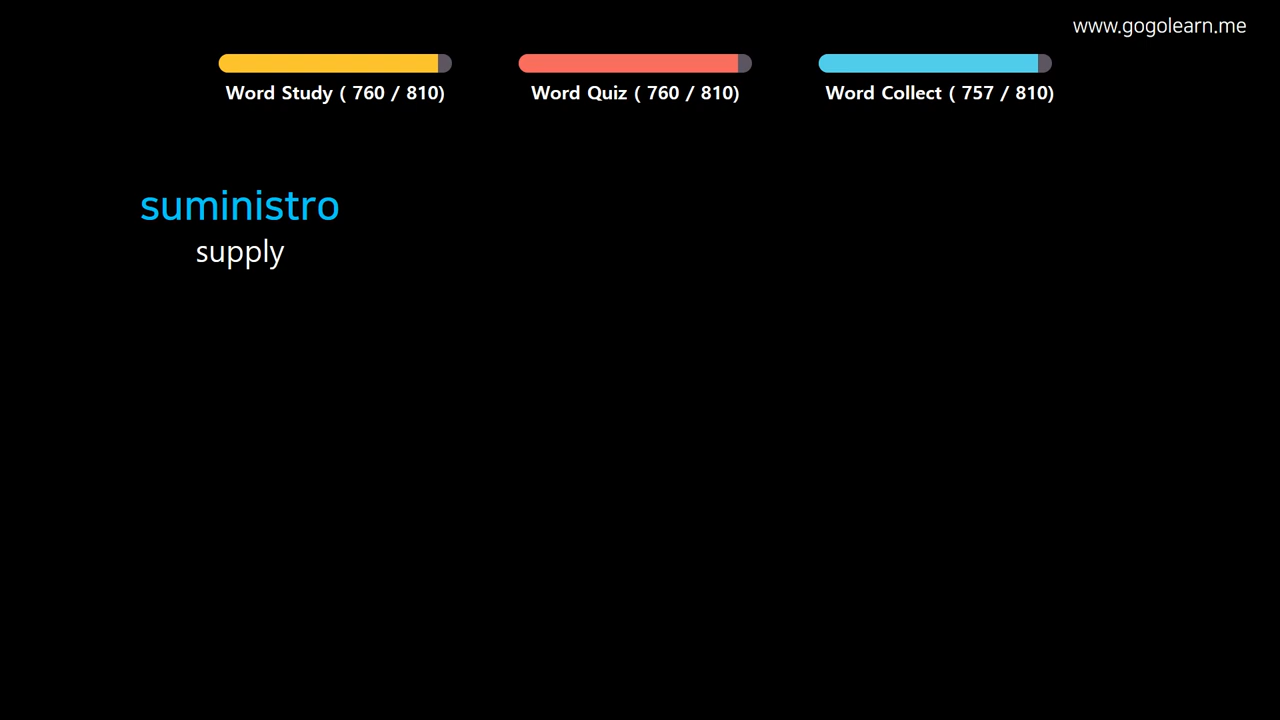 www.gogolearn.me
Word Study ( 760 / 810)
Word Quiz ( 760 / 810)
Word Collect ( 757 / 810)
suministro
supply